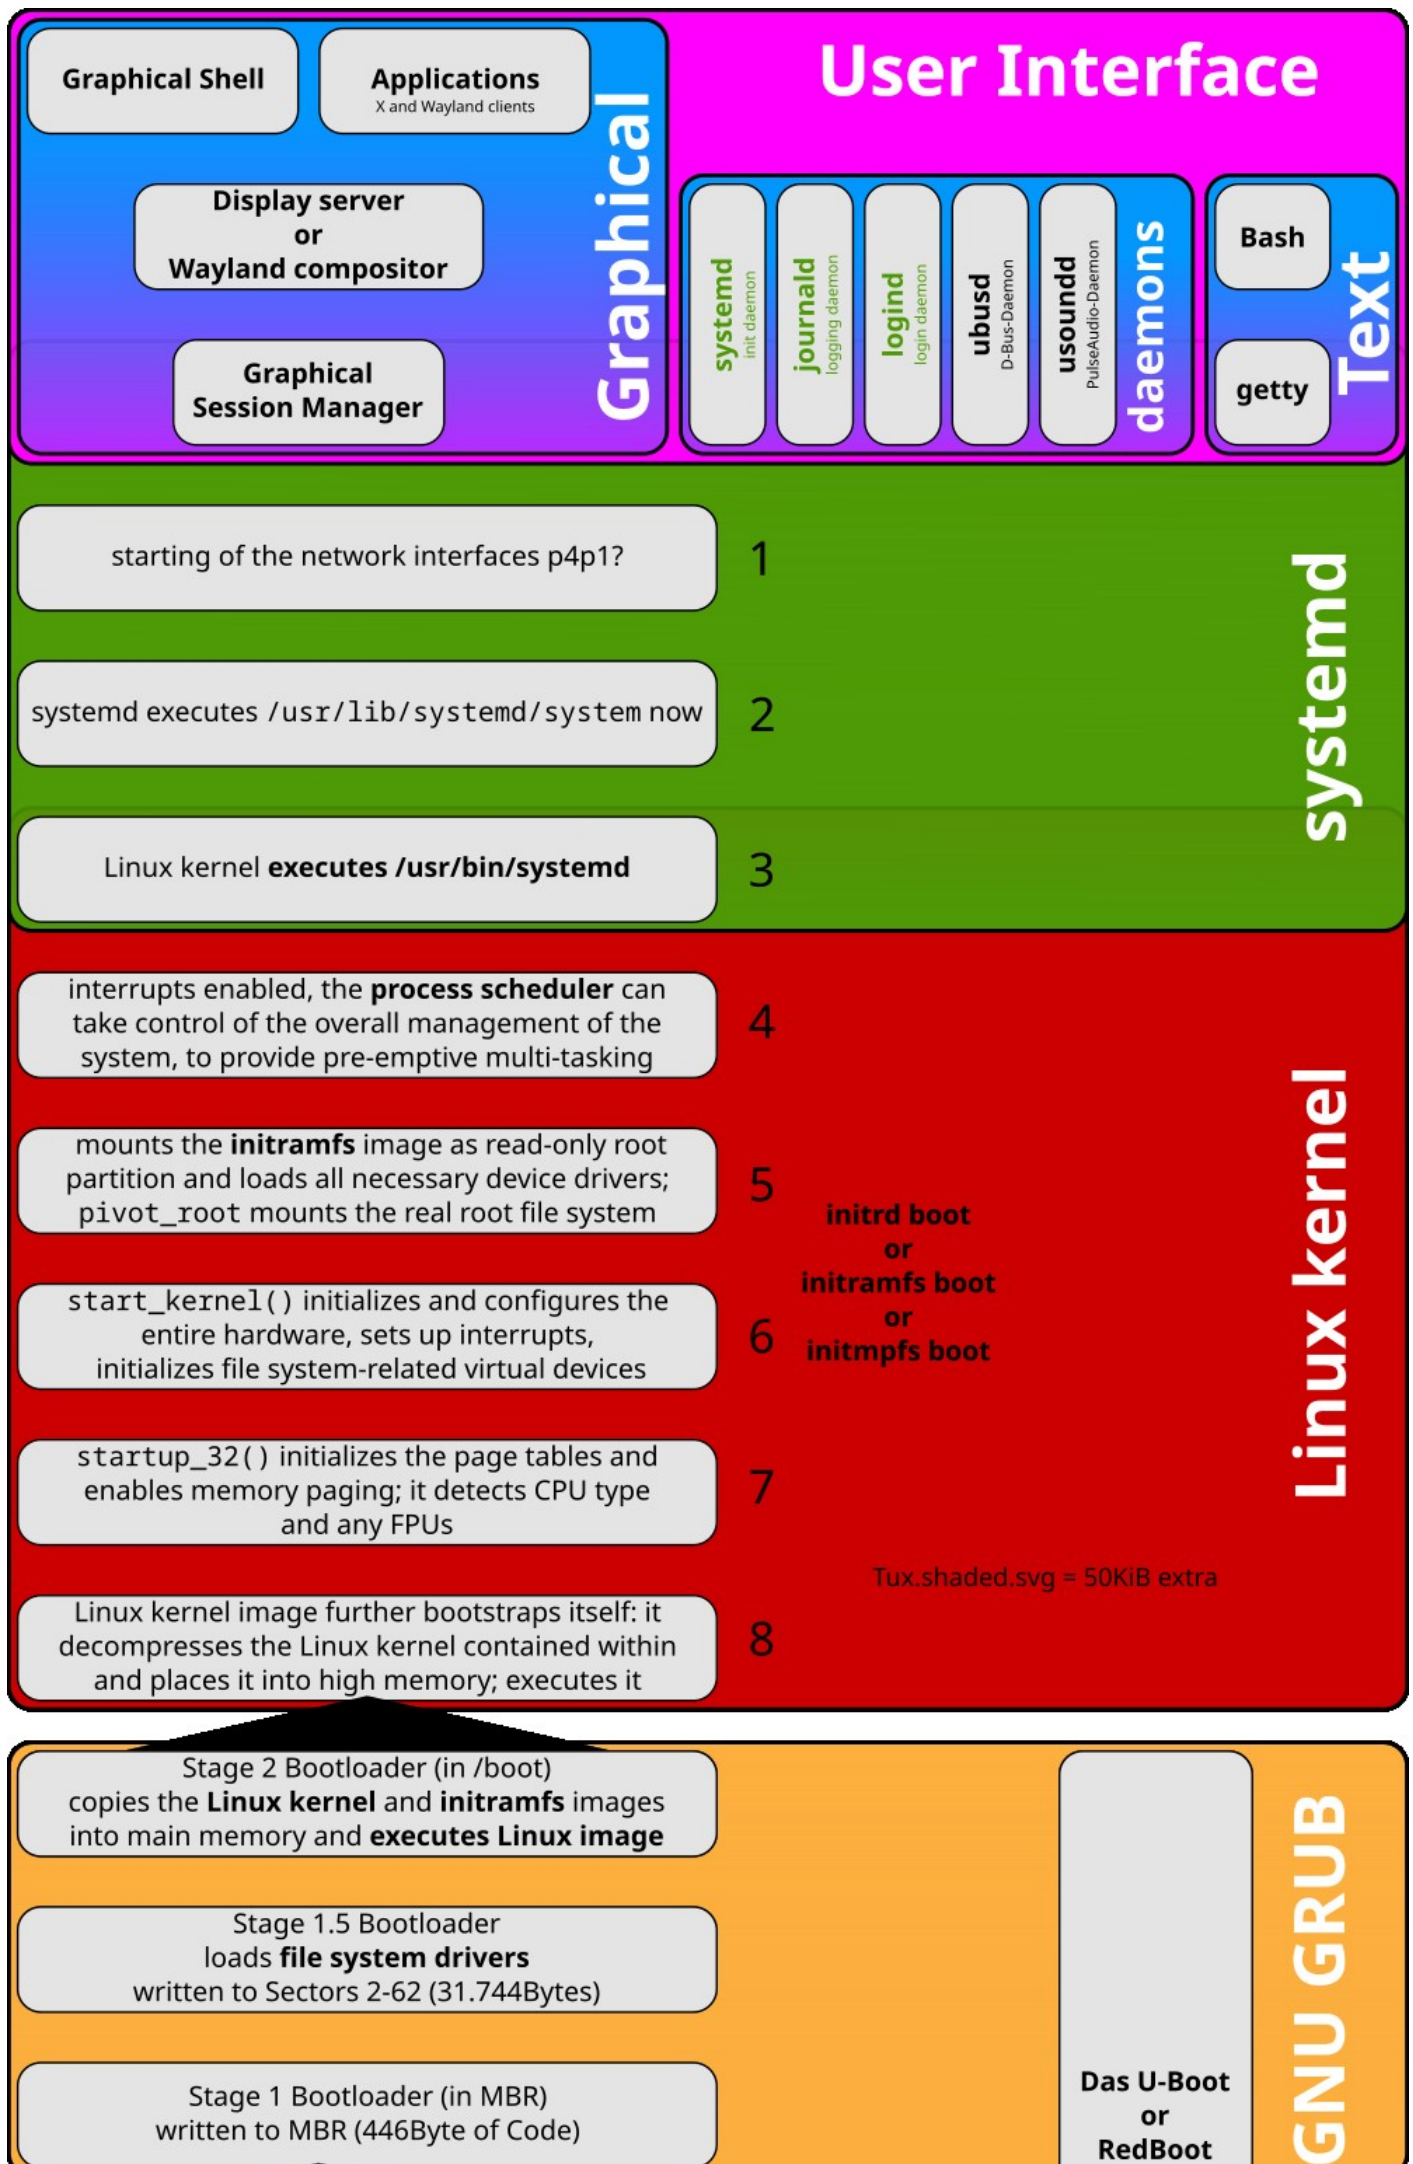 User Interface
Graphical Shell
Applications
X and Wayland clients
Display server
or
Wayland compositor
Graphical
Session Manager
Graphical
systemd
init daemon
journald
logging daemon
logind
login daemon
ubusd
D-Bus-Daemon
usoundd
PulseAudio-Daemon
daemons
Bash
getty
Text
starting of the network interfaces p4p1?
1
systemd executes /usr/lib/systemd/system now
2
Linux kernel executes /usr/bin/systemd
3
systemd
interrupts enabled, the process scheduler can
take control of the overall management of the
system, to provide pre-emptive multi-tasking
4
mounts the initramfs image as read-only root
partition and loads all necessary device drivers;
pivot_root mounts the real root file system
5
initrd boot
or
initramfs boot
or
initmpfs boot
start_kernel() initializes and configures the
entire hardware, sets up interrupts,
initializes file system-related virtual devices
6
startup_32() initializes the page tables and
enables memory paging; it detects CPU type
and any FPUs
7
Tux.shaded.svg = 50KiB extra
Linux kernel image further bootstraps itself: it
decompresses the Linux kernel contained within
and places it into high memory; executes it
8
Linux kernel
Stage 2 Bootloader (in /boot)
copies the Linux kernel and initramfs images
into main memory and executes Linux image
Stage 1.5 Bootloader
loads file system drivers
written to Sectors 2-62 (31.744Bytes)
Stage 1 Bootloader (in MBR)
written to MBR (446Byte of Code)
Das U-Boot
or
RedBoot
GNU GRUB